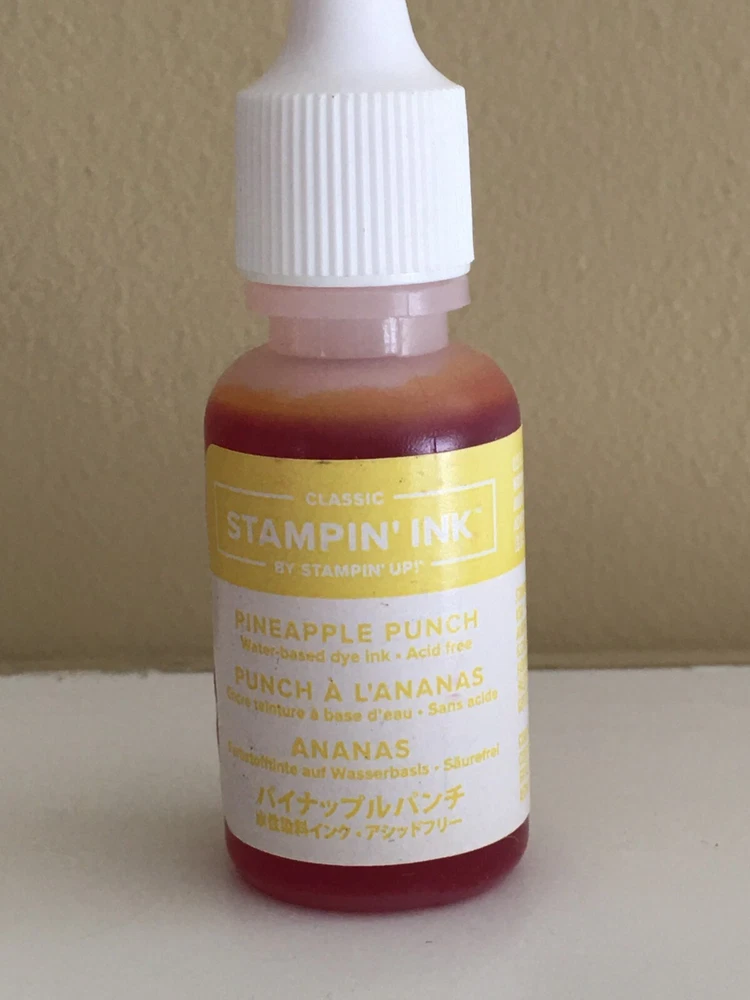 CLASSIC
STAMPIN' INK™
BY STAMPIN' UP!®
PINEAPPLE PUNCH
Water-based dye ink • Acid free
PUNCH À L'ANANAS
Encre teinture à base d'eau • Sans acide
ANANAS
Farbstofftinte auf Wasserbasis • Säurefrei
パイナップルパンチ
水性染料インク・アシッドフリー